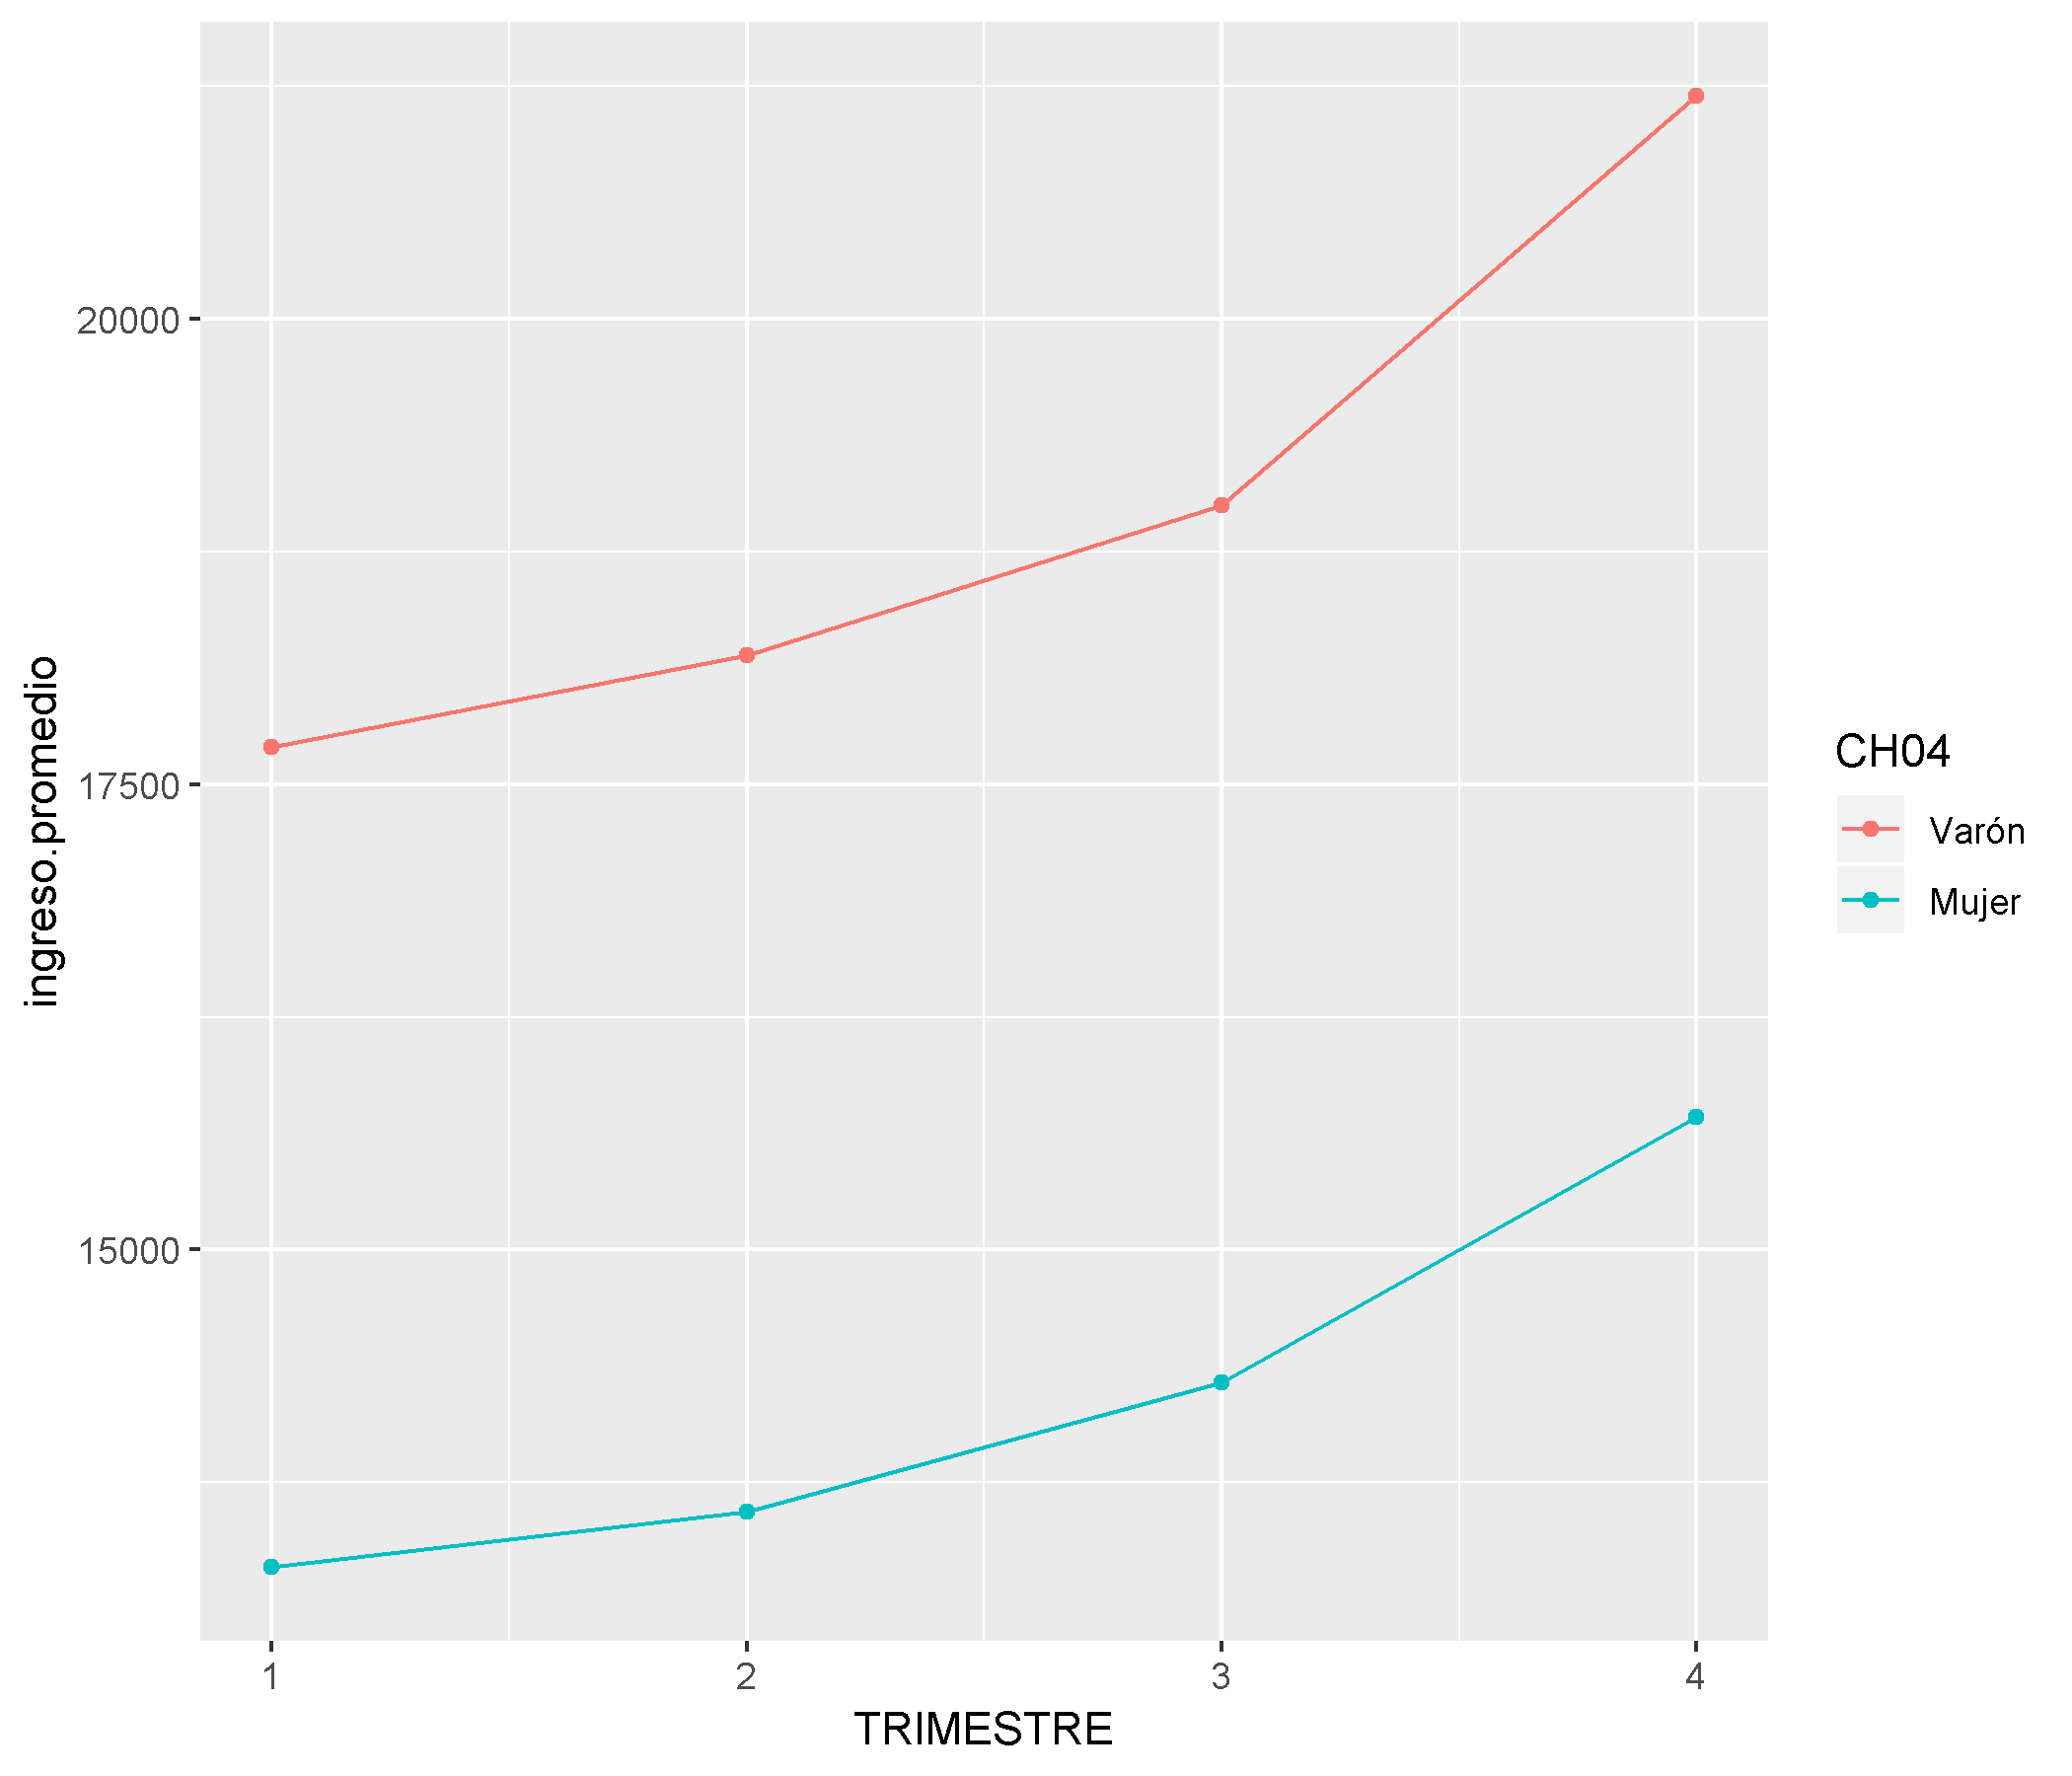 20000
17500
15000
ingreso.promedio
1 2 3 4
TRIMESTRE
CH04
Varón
Mujer